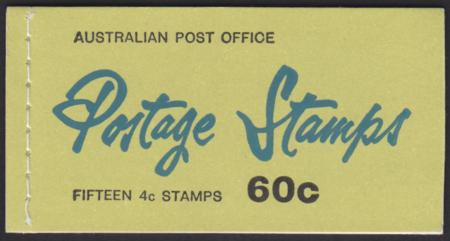 AUSTRALIAN POST OFFICE
Postage Stamps
FIFTEEN 4c STAMPS 60c